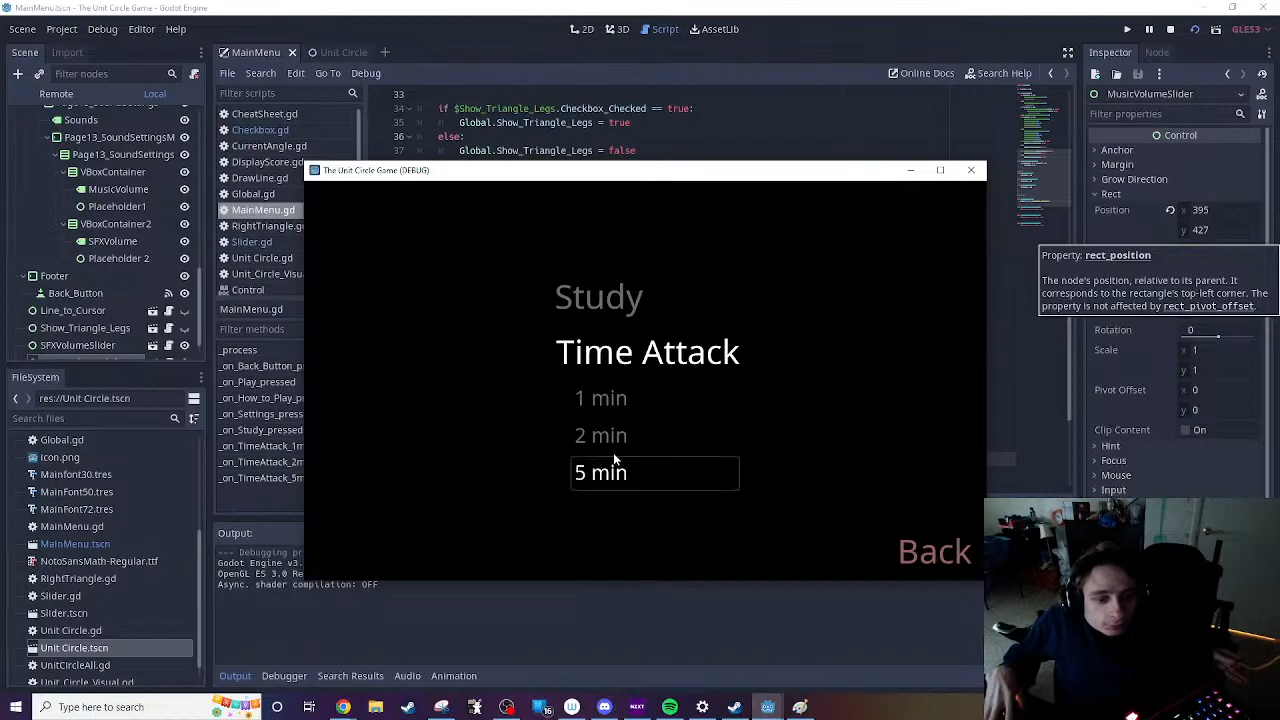 MainMenu.tscn - The Unit Circle Game - Godot Engine
Scene Project Debug Editor Help
2D 3D Script AssetLib
GLES3
Scene Import
MainMenu
Unit Circle
Inspector Node
Filter nodes
File Search Edit Go To Debug
Online Docs Search Help
Remote Local
Filter scripts
MusicVolumeSlider
Filter properties
Sounds
Page13_SoundSettingsM
Page13_SoundSettings
VBoxContainer
MusicVolume
Placeholder1
VBoxContainer2
SFXVolume
Placeholder 2
Footer
Back_Button
Line_to_Cursor
Show_Triangle_Legs
SFXVolumeSlider
CheatSheet.gd
Checkbox.gd
CurrentAngle.gd
DisplayScore.gd
DrawLine
Global.gd
MainMenu.gd
RightTriangle.gd
Slider.gd
Unit Circle.gd
Unit_Circle_Visu
Control
MainMenu.gd
Filter methods
_process
_on_Back_Button_p
_on_Play_pressed
_on_How_to_Play_p
_on_Settings_press
_on_Study_pressed
_on_TimeAttack_1m
_on_TimeAttack_2m
_on_TimeAttack_5m
33
34 if $Show_Triangle_Legs.Checkbox_Checked == true:
35 Global.Show_Triangle_Legs = true
36 else:
37 Global.Show_Triangle_Legs = false
The Unit Circle Game (DEBUG)
Study
Time Attack
1 min
2 min
5 min
Back
Control
Anchor
Margin
Grow Direction
Rect
Position x 395
y 427
Property: rect_position
The node's position, relative to its parent. It
corresponds to the rectangle's top-left corner. The
property is not affected by rect_pivot_offset.
Rotation 0
Scale x 1
y 1
Pivot Offset x 0
y 0
Clip Content On
Hint
Focus
Mouse
Input
FileSystem
res://Unit Circle.tscn
Search files
Global.gd
Icon.png
Mainfont30.tres
MainFont50.tres
MainFont72.tres
MainMenu.gd
MainMenu.tscn
NotoSansMath-Regular.ttf
RightTriangle.gd
Slider.gd
Slider.tscn
Unit Circle.gd
Unit Circle.tscn
UnitCircleAll.gd
Unit_Circle_Visual.gd
Output:
--- Debugging pr
Godot Engine v3.
OpenGL ES 3.0 Re
Async. shader compilation: OFF
Output Debugger Search Results Audio Animation
Type here to search
16
NZXT